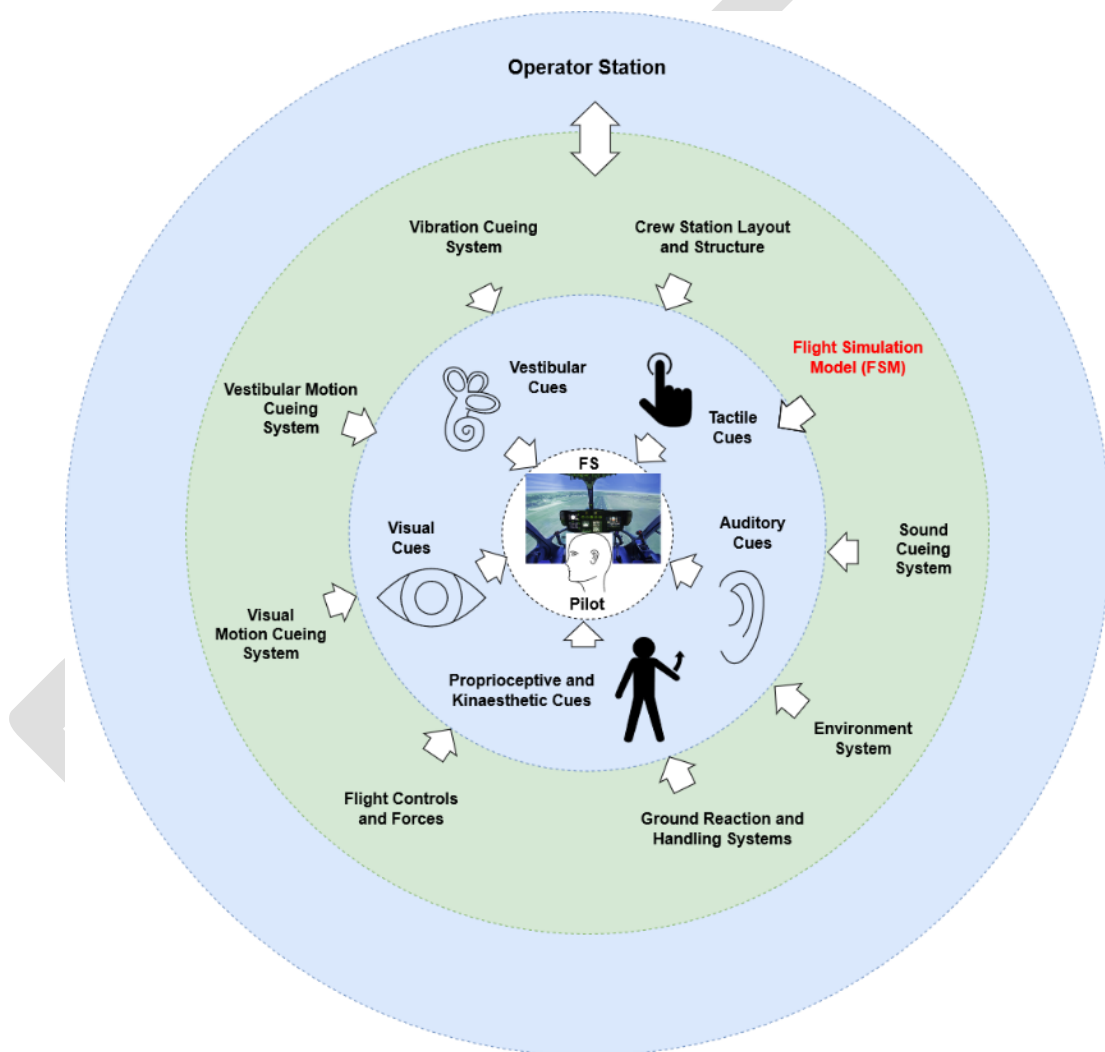 Operator Station
Vibration Cueing
System
Crew Station Layout
and Structure
Flight Simulation
Model (FSM)
Vestibular
Cues
Vestibular Motion
Cueing
System
Tactile
Cues
FS
Visual
Cues
Auditory
Cues
Sound
Cueing
System
Pilot
Visual
Motion Cueing
System
Proprioceptive and
Kinaesthetic Cues
Environment
System
Flight Controls
and Forces
Ground Reaction and
Handling Systems